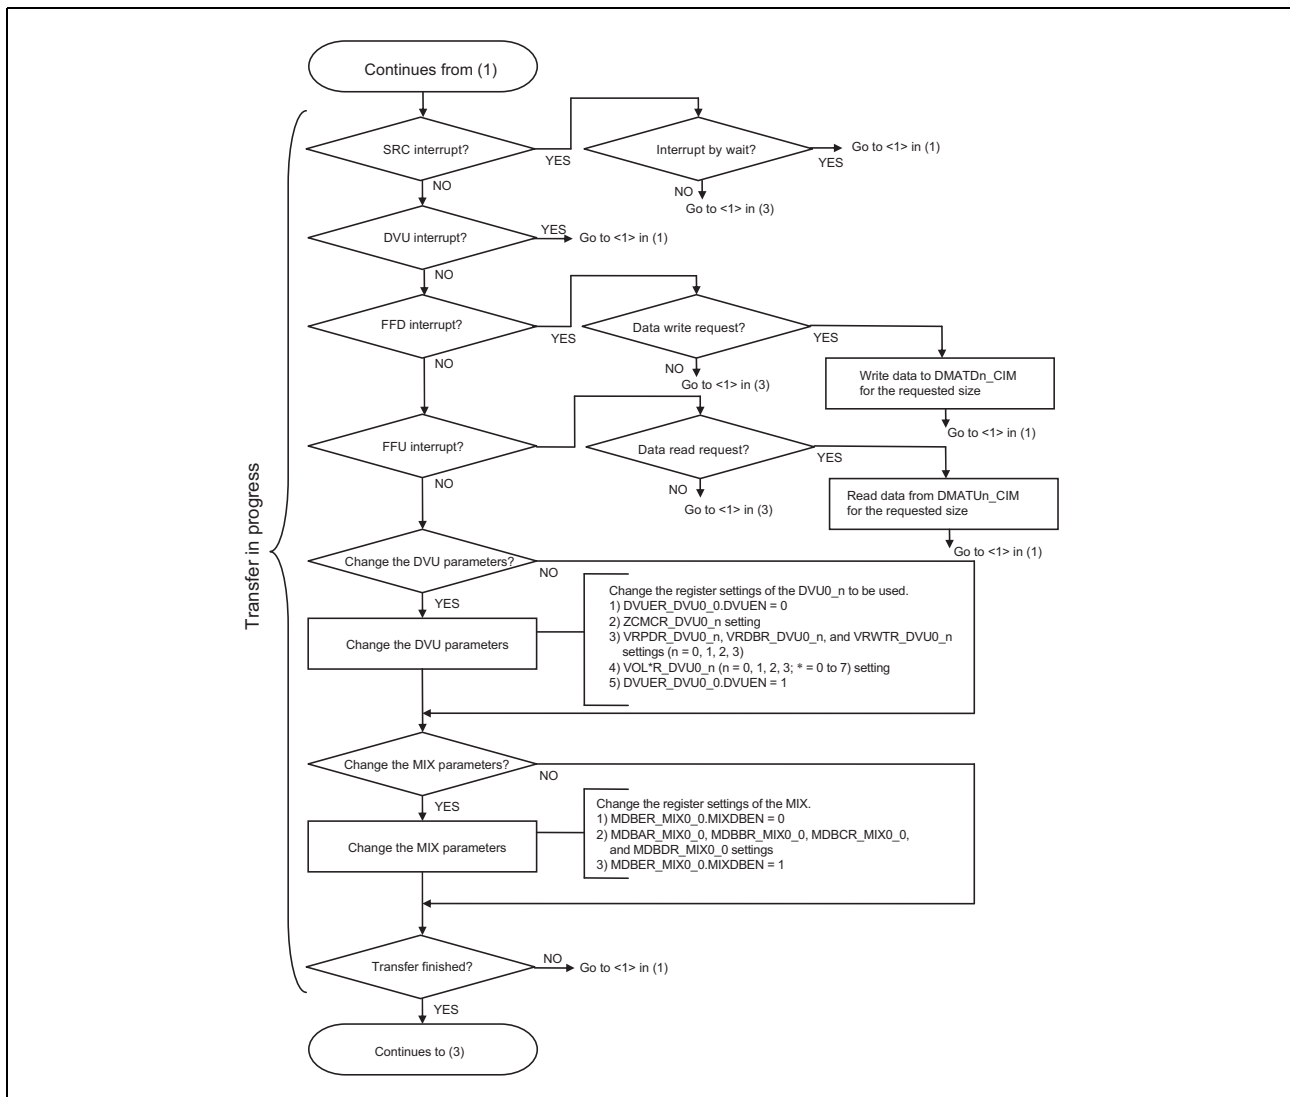 Continues from (1)
SRC interrupt?
YES
Interrupt by wait?
Go to <1> in (1)
YES
NO
NO
Go to <1> in (3)
DVU interrupt?
YES
Go to <1> in (1)
NO
FFD interrupt?
YES
Data write request?
YES
NO
NO
Go to <1> in (3)
Write data to DMATDn_CIM
for the requested size
Go to <1> in (1)
FFU interrupt?
YES
Data read request?
YES
NO
NO
Go to <1> in (3)
Read data from DMATUn_CIM
for the requested size
Go to <1> in (1)
Transfer in progress
Change the DVU parameters?
NO
YES
Change the DVU parameters
Change the register settings of the DVU0_n to be used.
1) DVUER_DVU0_0.DVUEN = 0
2) ZCMCR_DVU0_n setting
3) VRPDR_DVU0_n, VRDBR_DVU0_n, and VRWTR_DVU0_n
settings (n = 0, 1, 2, 3)
4) VOL*R_DVU0_n (n = 0, 1, 2, 3; * = 0 to 7) setting
5) DVUER_DVU0_0.DVUEN = 1
Change the MIX parameters?
NO
YES
Change the MIX parameters
Change the register settings of the MIX.
1) MDBER_MIX0_0.MIXDBEN = 0
2) MDBAR_MIX0_0, MDBBR_MIX0_0, MDBCR_MIX0_0,
and MDBDR_MIX0_0 settings
3) MDBER_MIX0_0.MIXDBEN = 1
Transfer finished?
NO
Go to <1> in (1)
YES
Continues to (3)